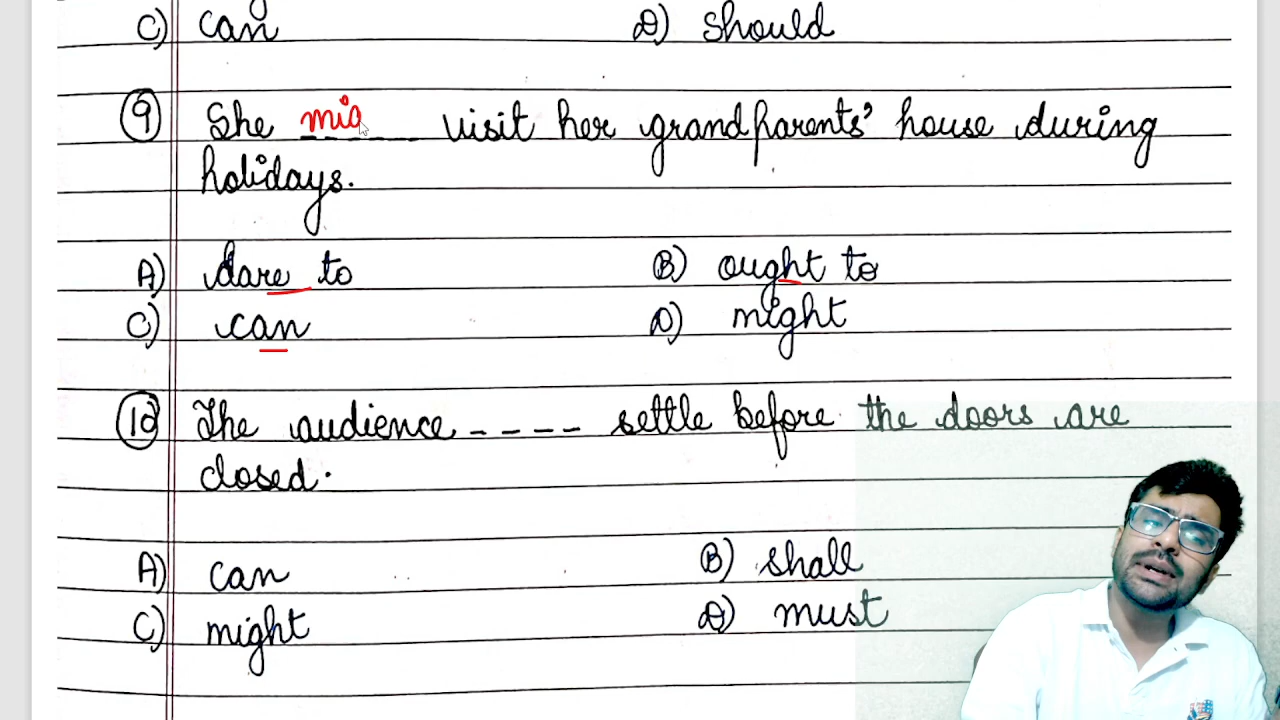 C) can D) should
9 She mig ---- visit her grandparents' house during
holidays.
A) dare to B) ought to
C) can D) might
10 The audience ---- settle before the doors are
closed.
A) can B) shall
C) might D) must